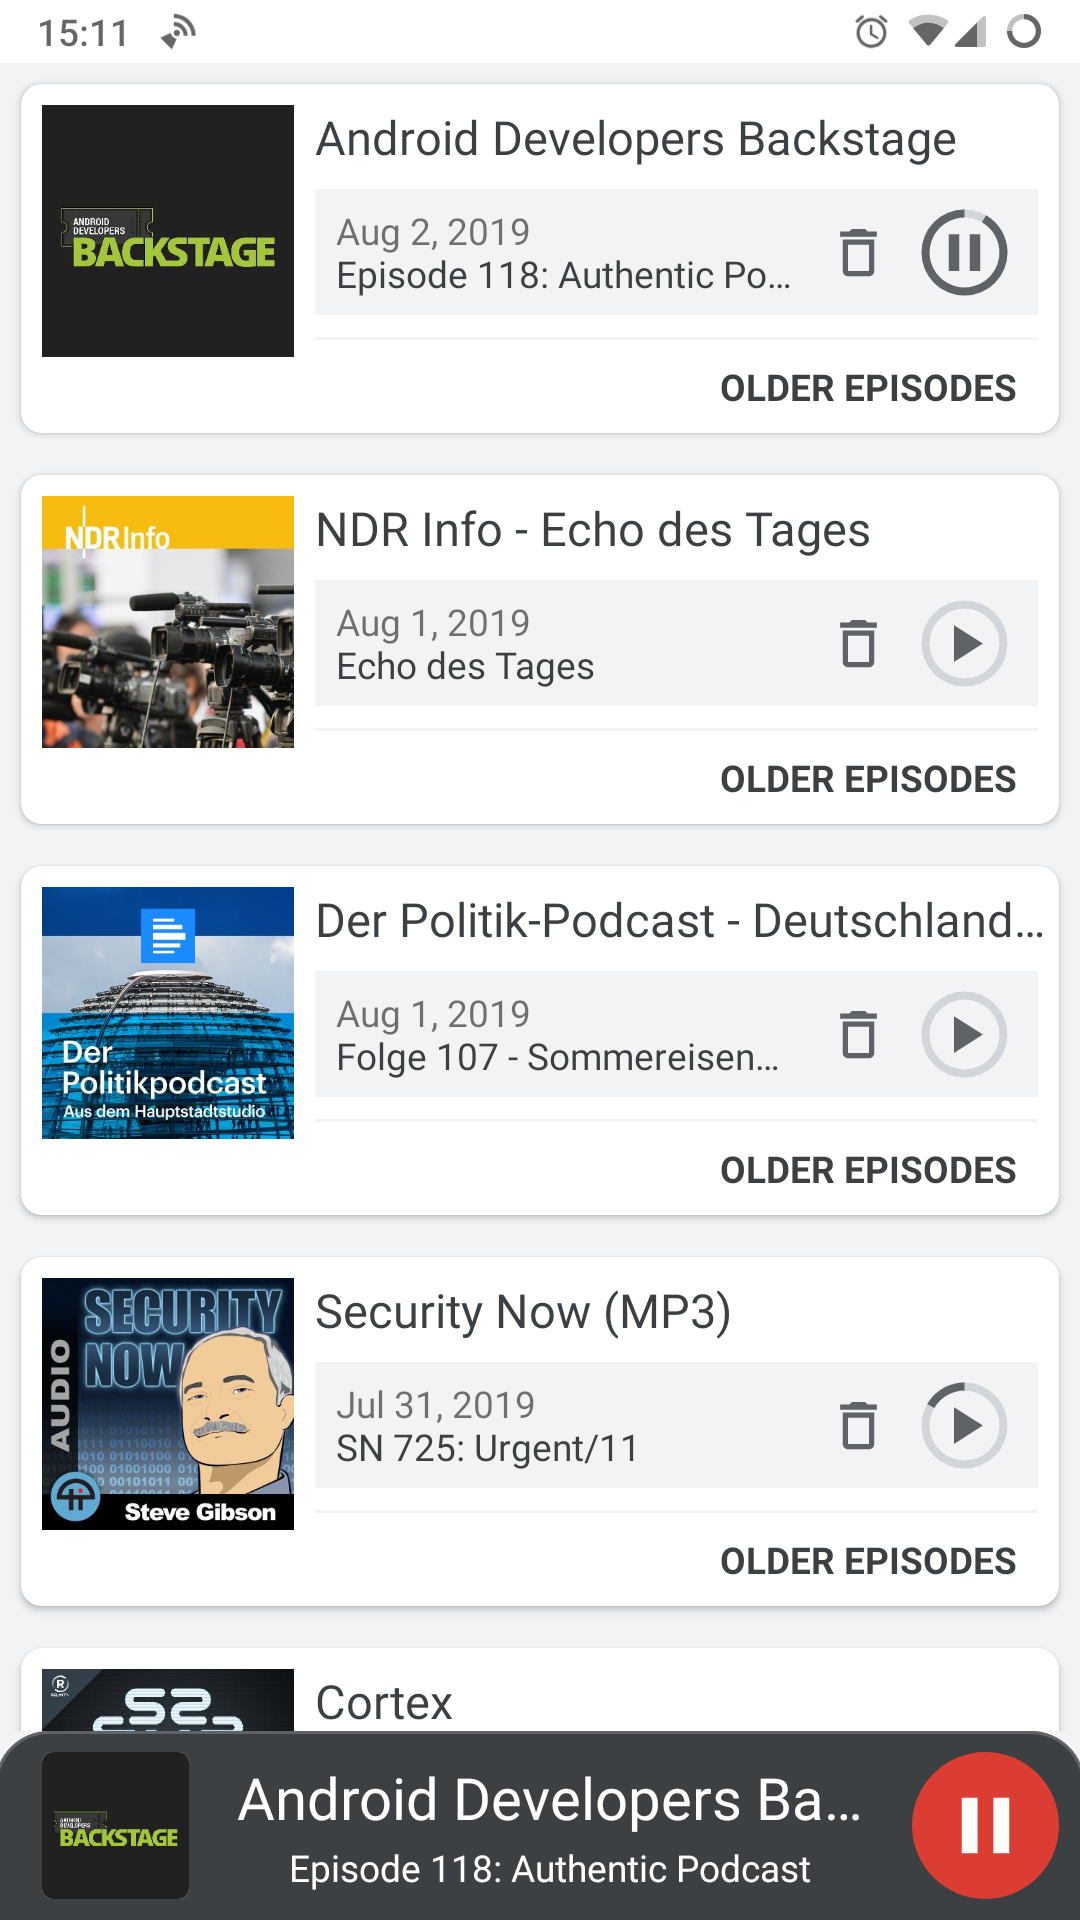 15:11
Android Developers Backstage
ANDROID
DEVELOPERS
BACKSTAGE
Aug 2, 2019
Episode 118: Authentic Po...
OLDER EPISODES
NDR Info
NDR Info - Echo des Tages
Aug 1, 2019
Echo des Tages
OLDER EPISODES
Der Politik-Podcast - Deutschland...
Der
Politikpodcast
Aus dem Hauptstadtstudio
Aug 1, 2019
Folge 107 - Sommereisen...
OLDER EPISODES
SECURITY
NOW
AUDIO
Steve Gibson
Security Now (MP3)
Jul 31, 2019
SN 725: Urgent/11
OLDER EPISODES
Cortex
ANDROID
DEVELOPERS
BACKSTAGE
Android Developers Ba...
Episode 118: Authentic Podcast